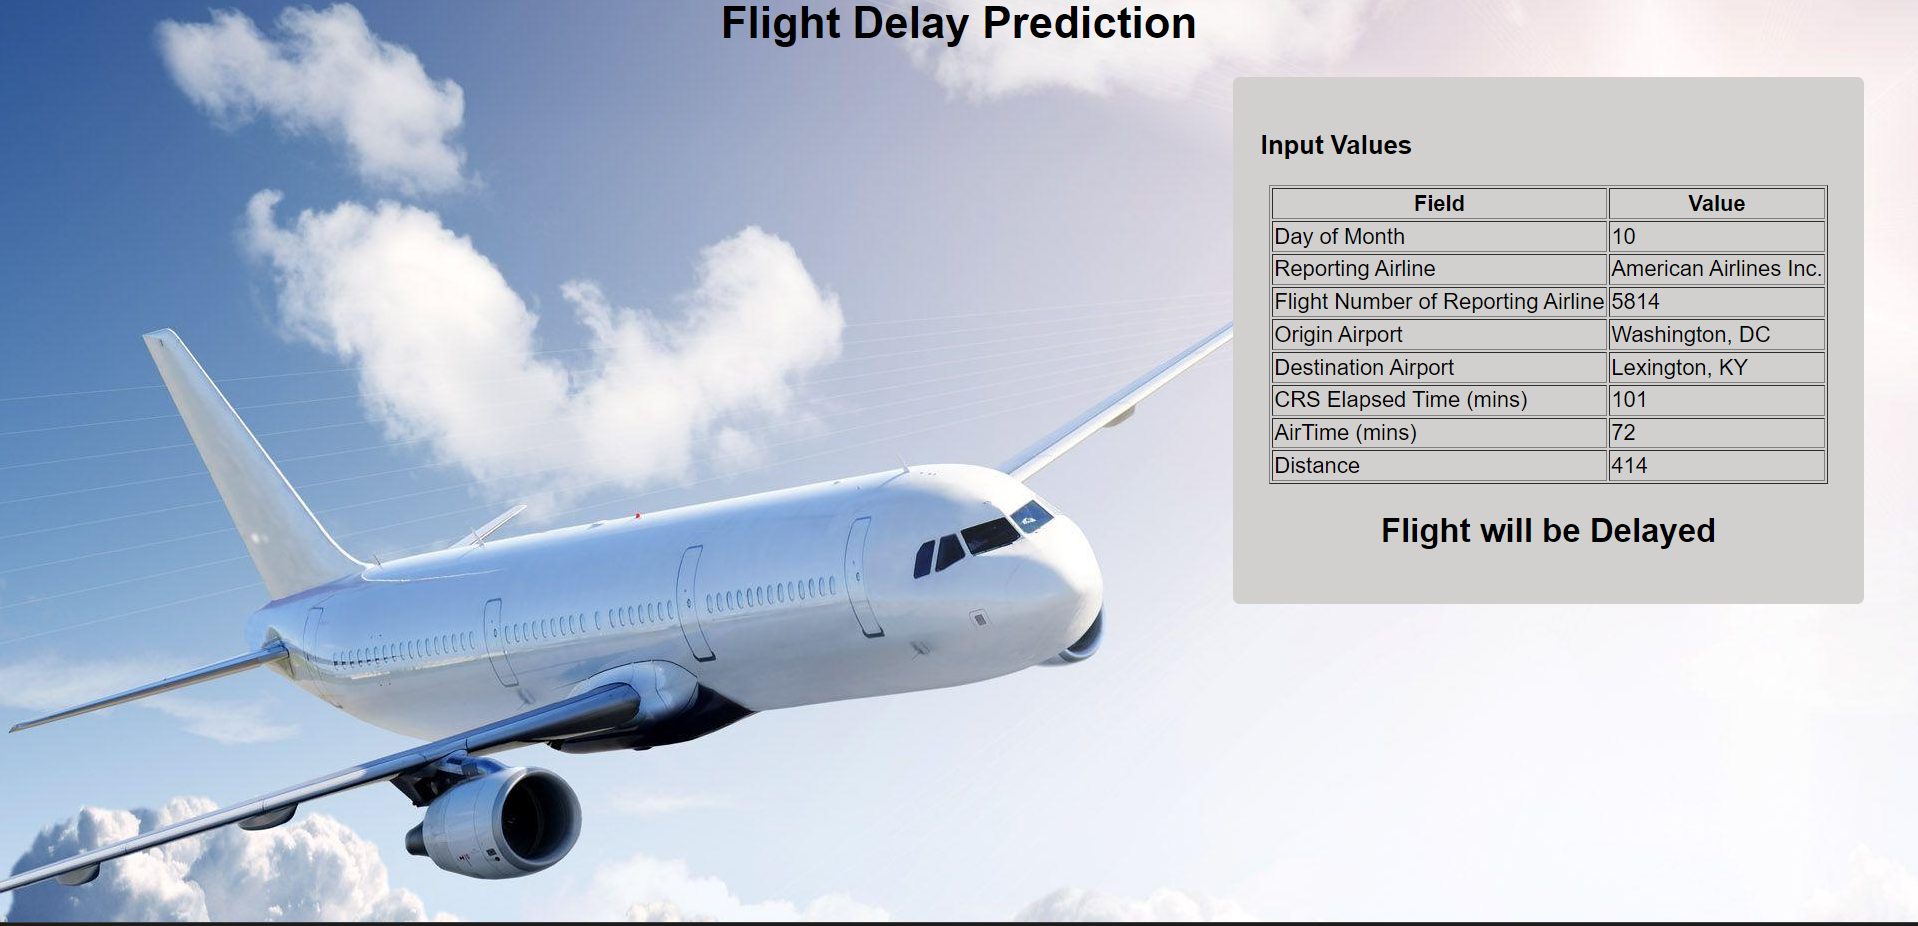 Flight Delay Prediction
Input Values
Field Value
Day of Month 10
Reporting Airline American Airlines Inc.
Flight Number of Reporting Airline 5814
Origin Airport Washington, DC
Destination Airport Lexington, KY
CRS Elapsed Time (mins) 101
AirTime (mins) 72
Distance 414
Flight will be Delayed